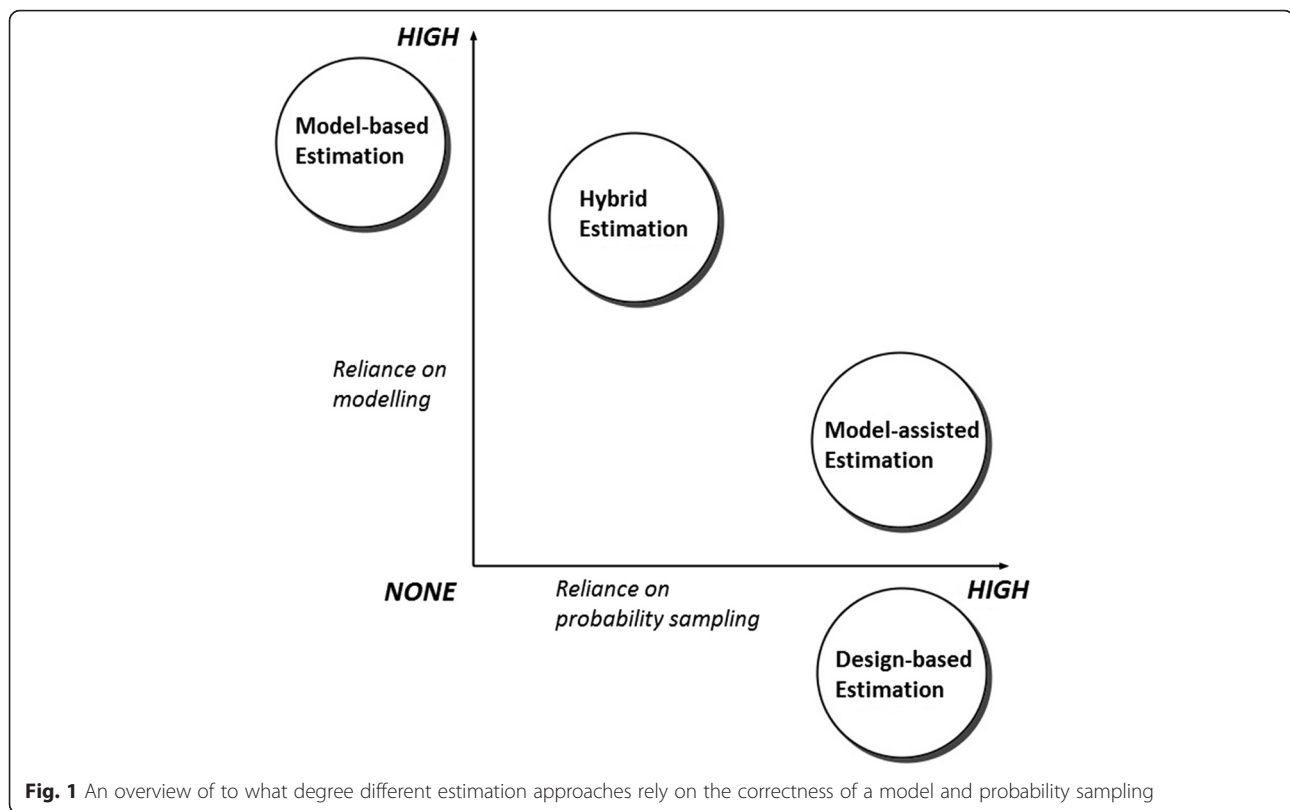 HIGH
Model-based
Estimation
Hybrid
Estimation
Reliance on
modelling
Model-assisted
Estimation
NONE
Reliance on
probability sampling
HIGH
Design-based
Estimation
Fig. 1 An overview of to what degree different estimation approaches rely on the correctness of a model and probability sampling